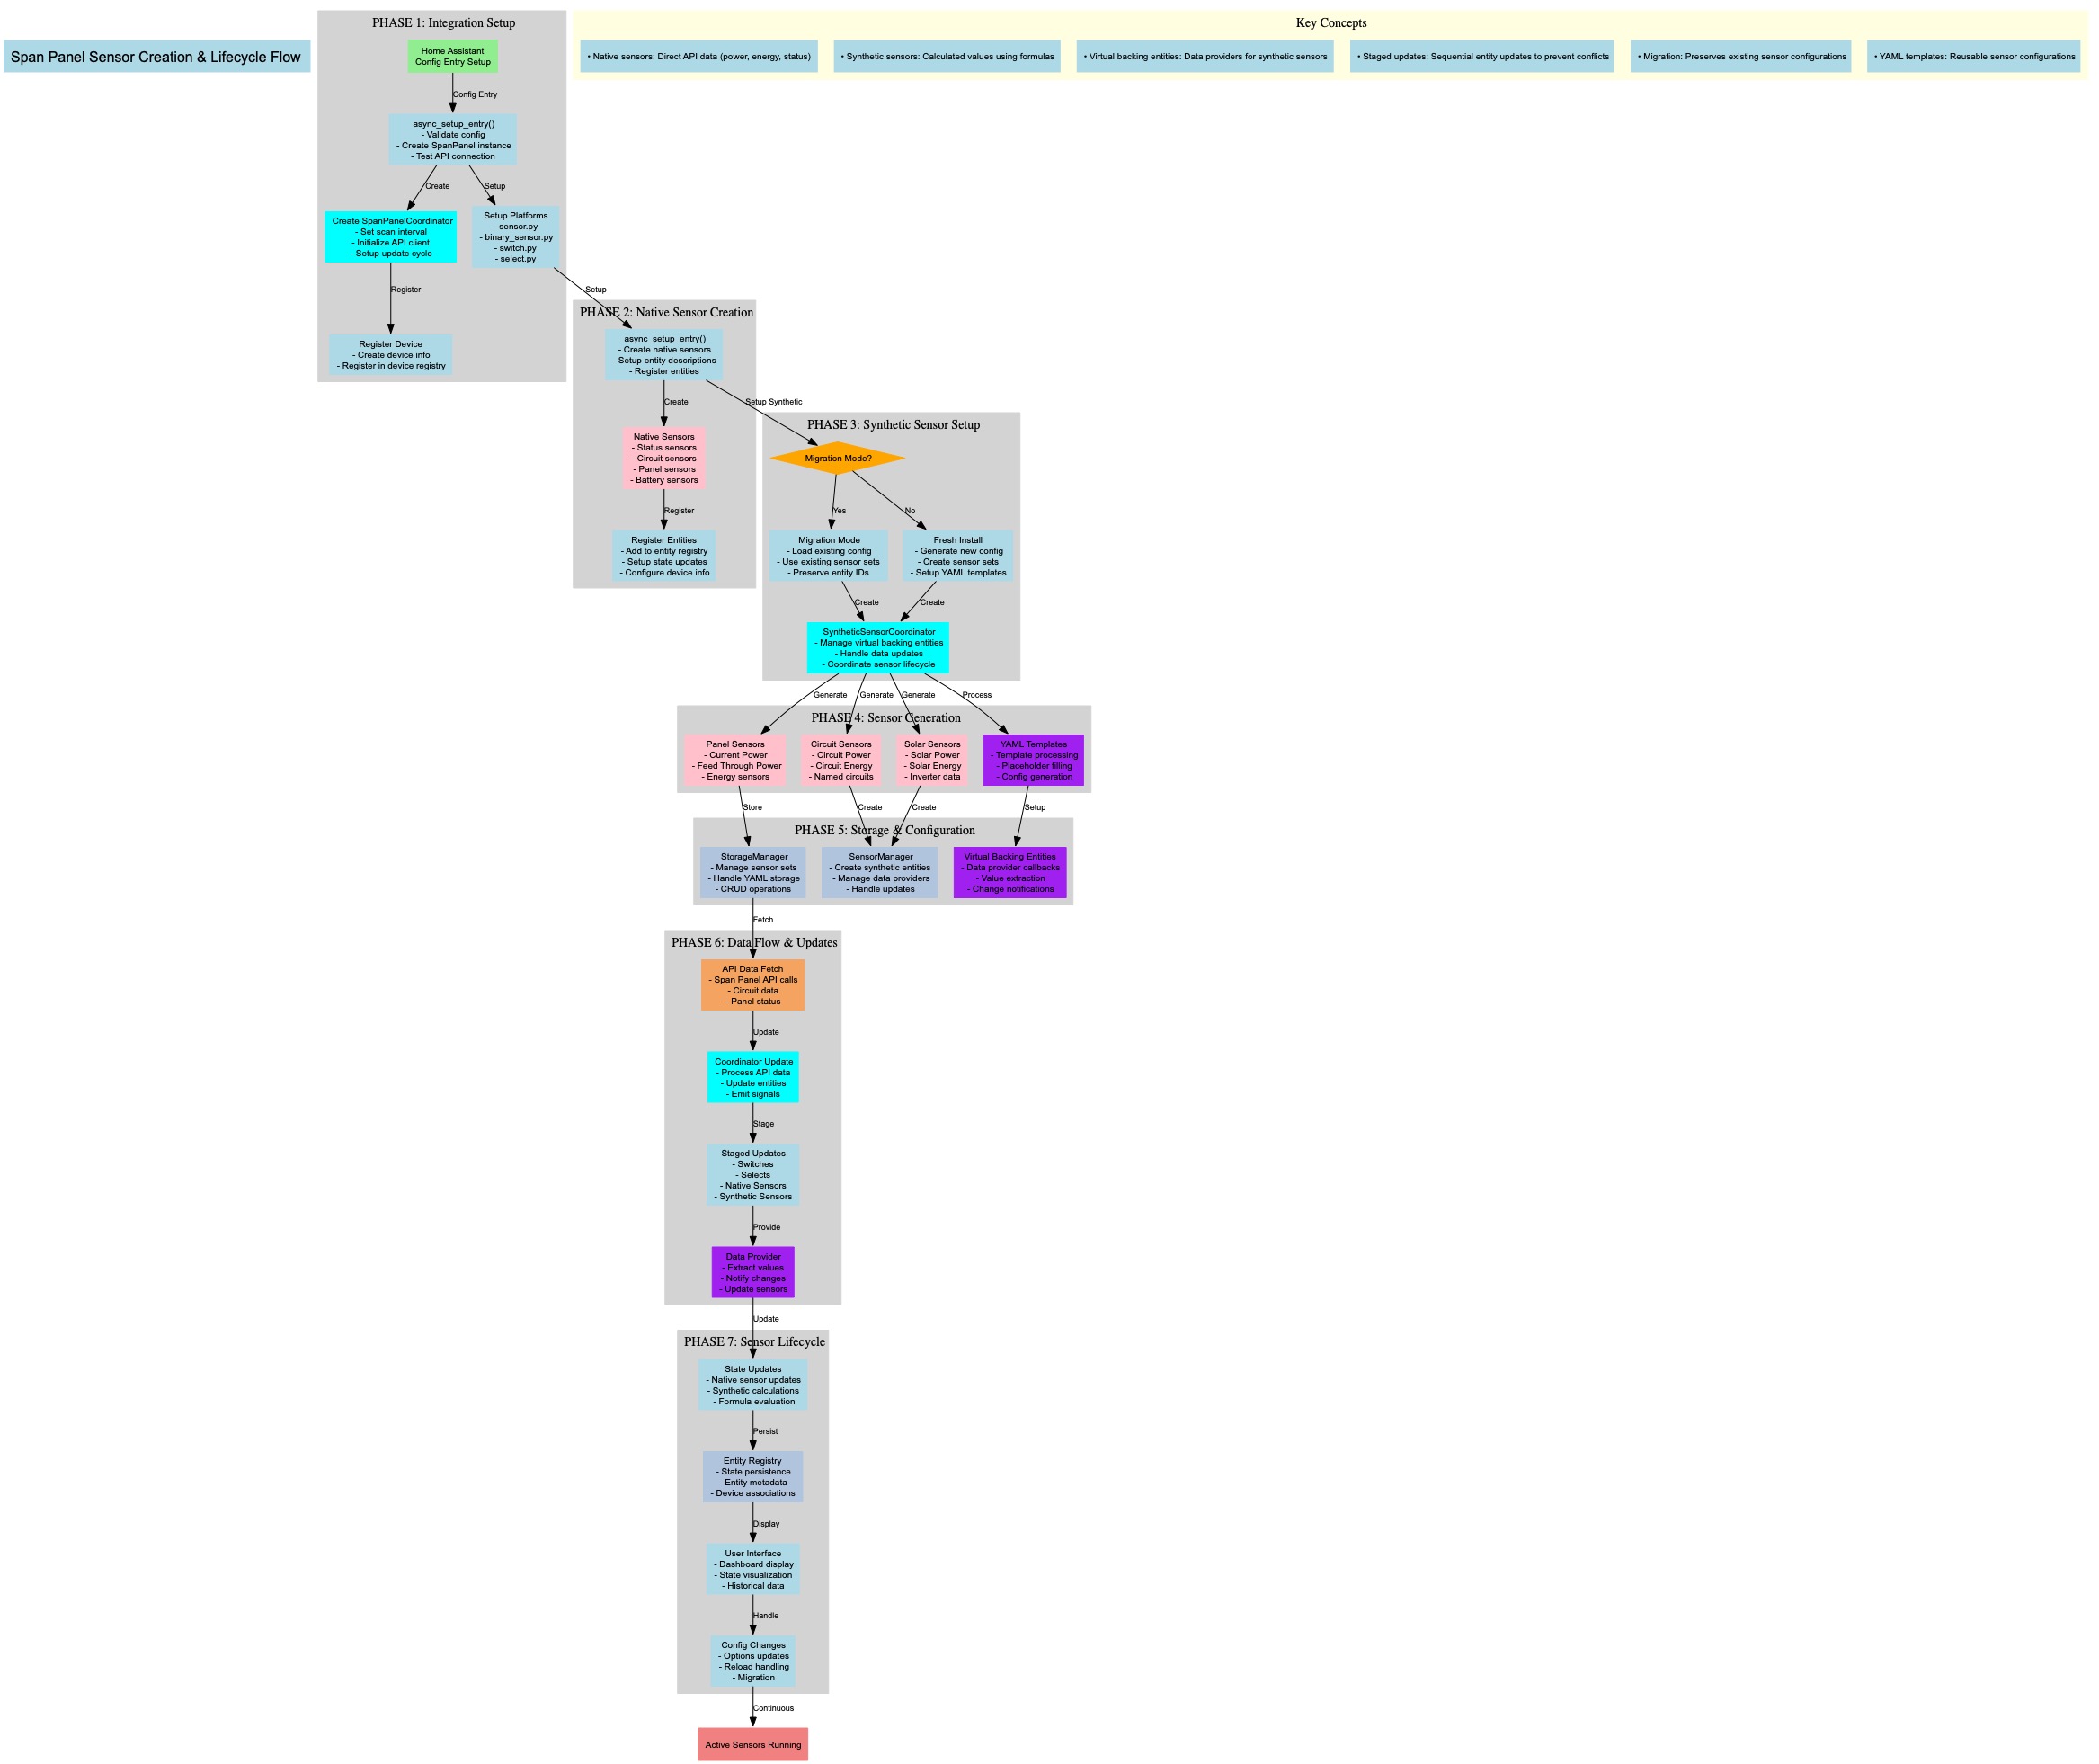 Span Panel Sensor Creation & Lifecycle Flow
PHASE 1: Integration Setup
Home Assistant
Config Entry Setup
Config Entry
async_setup_entry()
- Validate config
- Create SpanPanel instance
- Test API connection
Create
Setup
Create SpanPanelCoordinator
- Set scan interval
- Initialize API client
- Setup update cycle
Setup Platforms
- sensor.py
- binary_sensor.py
- switch.py
- select.py
Register
Register Device
- Create device info
- Register in device registry
Key Concepts
• Native sensors: Direct API data (power, energy, status)
• Synthetic sensors: Calculated values using formulas
• Virtual backing entities: Data providers for synthetic sensors
• Staged updates: Sequential entity updates to prevent conflicts
• Migration: Preserves existing sensor configurations
• YAML templates: Reusable sensor configurations
Setup
PHASE 2: Native Sensor Creation
async_setup_entry()
- Create native sensors
- Setup entity descriptions
- Register entities
Create
Setup Synthetic
Native Sensors
- Status sensors
- Circuit sensors
- Panel sensors
- Battery sensors
Register
Register Entities
- Add to entity registry
- Setup state updates
- Configure device info
PHASE 3: Synthetic Sensor Setup
Migration Mode?
Yes
No
Migration Mode
- Load existing config
- Use existing sensor sets
- Preserve entity IDs
Fresh Install
- Generate new config
- Create sensor sets
- Setup YAML templates
Create
Create
SyntheticSensorCoordinator
- Manage virtual backing entities
- Handle data updates
- Coordinate sensor lifecycle
Generate
Generate
Generate
Process
PHASE 4: Sensor Generation
Panel Sensors
- Current Power
- Feed Through Power
- Energy sensors
Circuit Sensors
- Circuit Power
- Circuit Energy
- Named circuits
Solar Sensors
- Solar Power
- Solar Energy
- Inverter data
YAML Templates
- Template processing
- Placeholder filling
- Config generation
Store
Create
Create
Setup
PHASE 5: Storage & Configuration
StorageManager
- Manage sensor sets
- Handle YAML storage
- CRUD operations
SensorManager
- Create synthetic entities
- Manage data providers
- Handle updates
Virtual Backing Entities
- Data provider callbacks
- Value extraction
- Change notifications
Fetch
PHASE 6: Data Flow & Updates
API Data Fetch
- Span Panel API calls
- Circuit data
- Panel status
Update
Coordinator Update
- Process API data
- Update entities
- Emit signals
Stage
Staged Updates
- Switches
- Selects
- Native Sensors
- Synthetic Sensors
Provide
Data Provider
- Extract values
- Notify changes
- Update sensors
Update
PHASE 7: Sensor Lifecycle
State Updates
- Native sensor updates
- Synthetic calculations
- Formula evaluation
Persist
Entity Registry
- State persistence
- Entity metadata
- Device associations
Display
User Interface
- Dashboard display
- State visualization
- Historical data
Handle
Config Changes
- Options updates
- Reload handling
- Migration
Continuous
Active Sensors Running